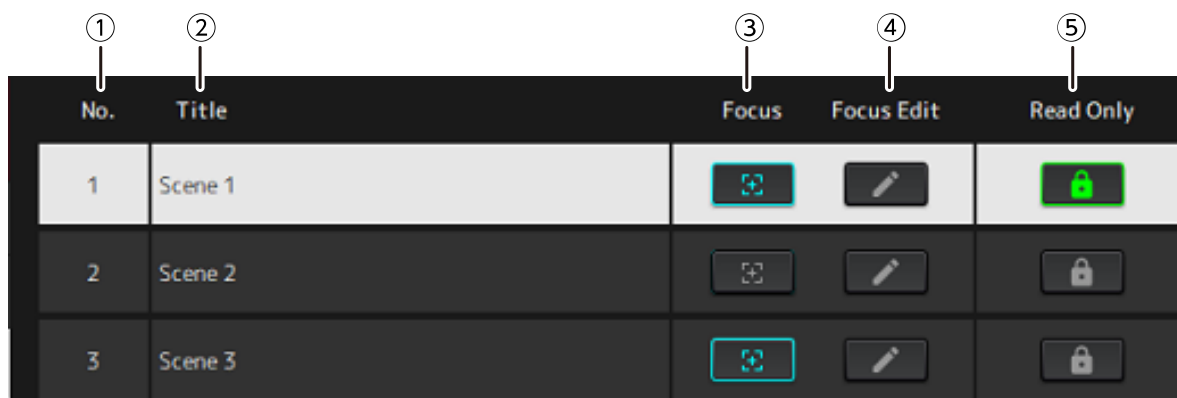 ① ② ③ ④ ⑤
No. Title Focus Focus Edit Read Only
1 Scene 1
2 Scene 2
3 Scene 3